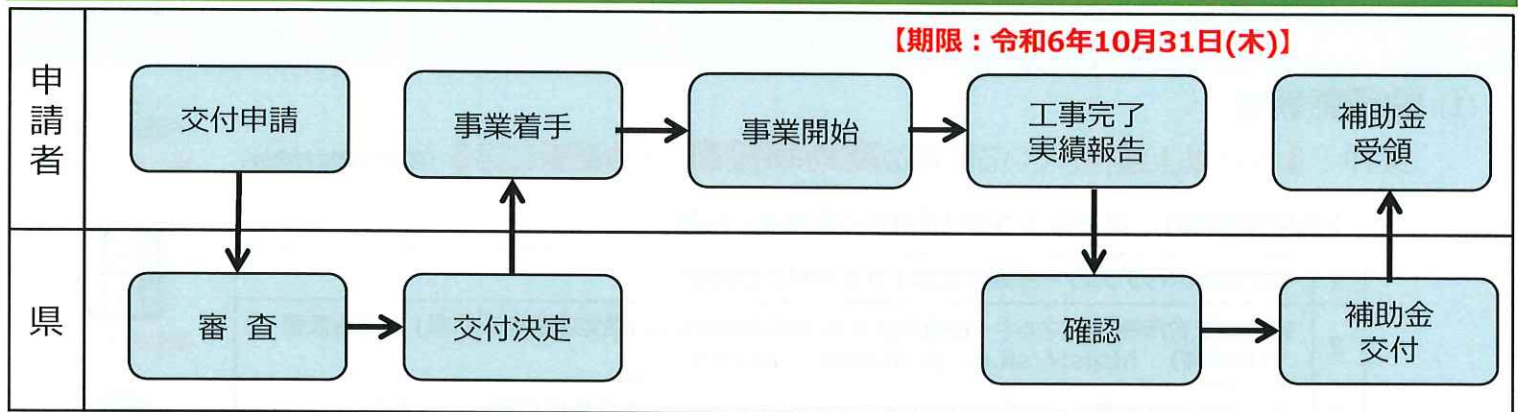 【期限：令和6年10月31日(木)】
申請者
交付申請
事業着手
事業開始
工事完了
実績報告
補助金
受領
県
審 査
交付決定
確認
補助金
交付